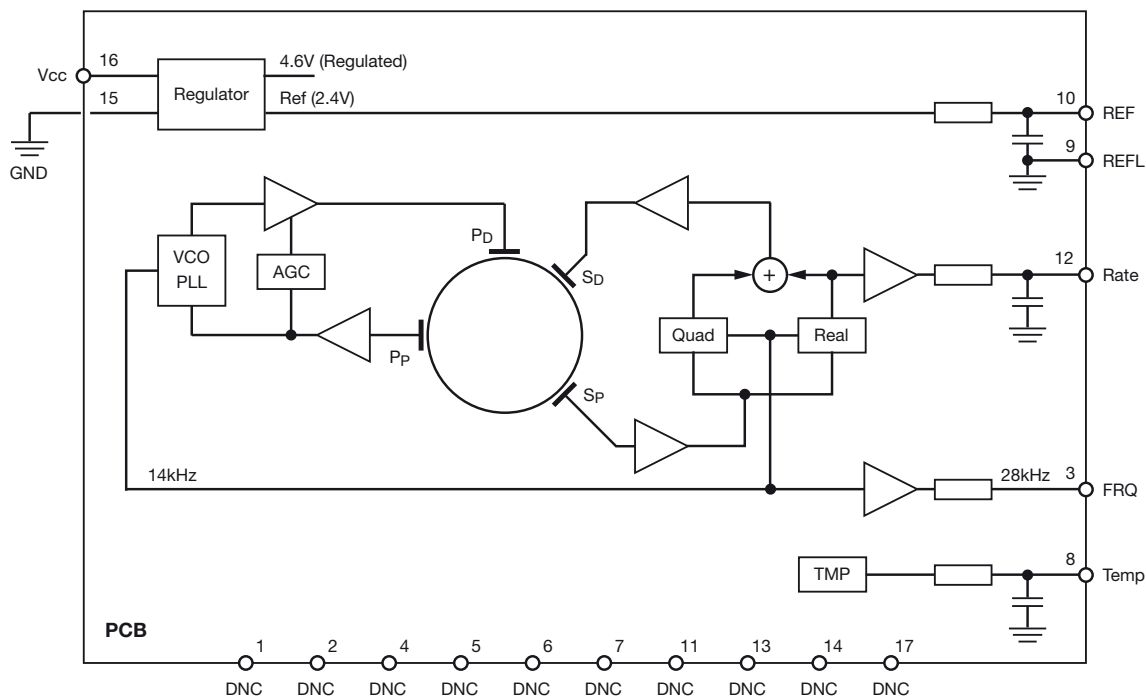 16
4.6V (Regulated)
Vcc
Regulator
15
Ref (2.4V)
10
REF
9
REFL
GND
PD
VCO
PLL
AGC
SD
12
Rate
+
PP
Quad
Real
SP
14kHz
28kHz
3
FRQ
8
TMP
Temp
PCB
1
2
4
5
6
7
11
13
14
17
DNC
DNC
DNC
DNC
DNC
DNC
DNC
DNC
DNC
DNC